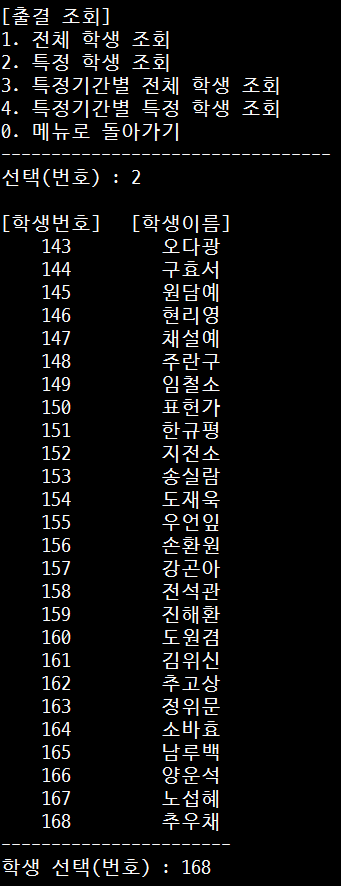 [출결 조회]
1. 전체 학생 조회
2. 특정 학생 조회
3. 특정기간별 전체 학생 조회
4. 특정기간별 특정 학생 조회
0. 메뉴로 돌아가기
---------------------------------
선택(번호) : 2
[학생번호] [학생이름]
143 오다광
144 구효서
145 원담예
146 현리영
147 채설예
148 주란구
149 임철소
150 표헌가
151 한규평
152 지전소
153 송실람
154 도재욱
155 우언잎
156 손환원
157 강곤아
158 전석관
159 진해환
160 도원겸
161 김위신
162 추고상
163 정위문
164 소바효
165 남루백
166 양운석
167 노섭혜
168 추우채
-----------------------
학생 선택(번호) : 168